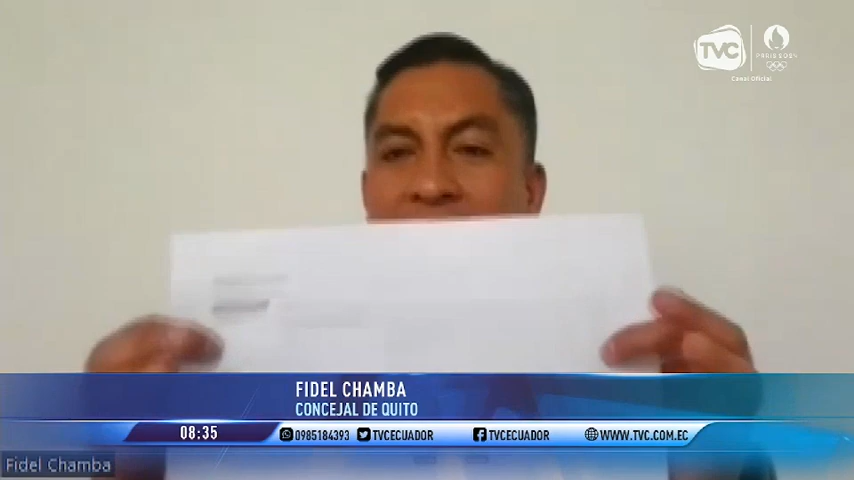 TVC
PARIS 2024
Canal Oficial
FIDEL CHAMBA
CONCEJAL DE QUITO
08:35
0985184393 TVCECUADOR TVCECUADOR WWW.TVC.COM.EC
Fidel Chamba